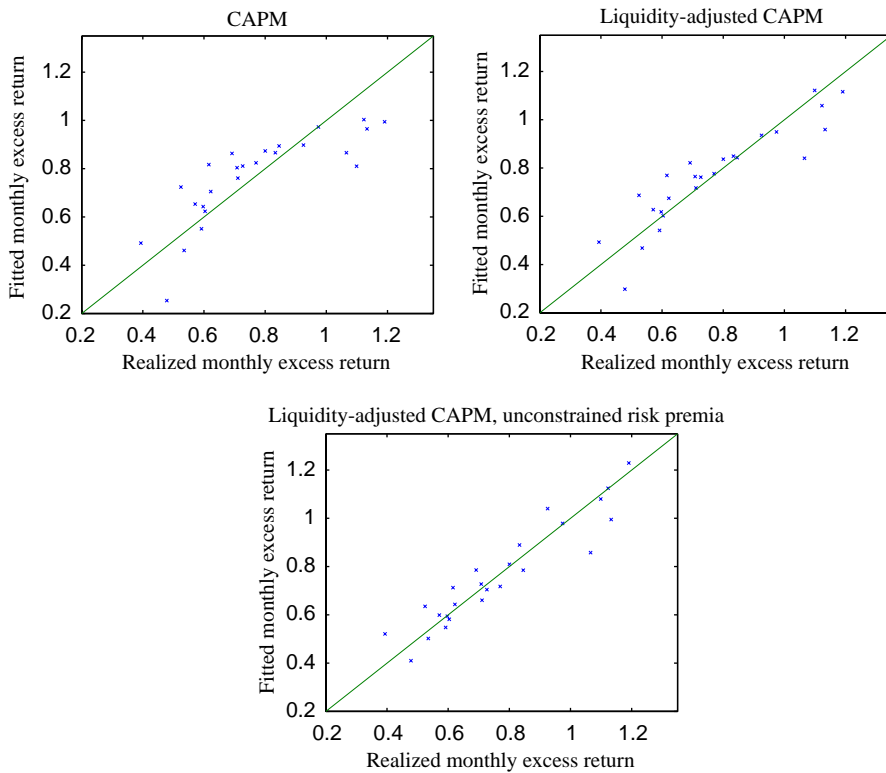 CAPM
1.2
1
0.8
0.6
0.4
0.2
Fitted monthly excess return
0.2 0.4 0.6 0.8 1 1.2
Realized monthly excess return
Liquidity-adjusted CAPM
1.2
1
0.8
0.6
0.4
0.2
Fitted monthly excess return
0.2 0.4 0.6 0.8 1 1.2
Realized monthly excess return
Liquidity-adjusted CAPM, unconstrained risk premia
1.2
1
0.8
0.6
0.4
0.2
Fitted monthly excess return
0.2 0.4 0.6 0.8 1 1.2
Realized monthly excess return